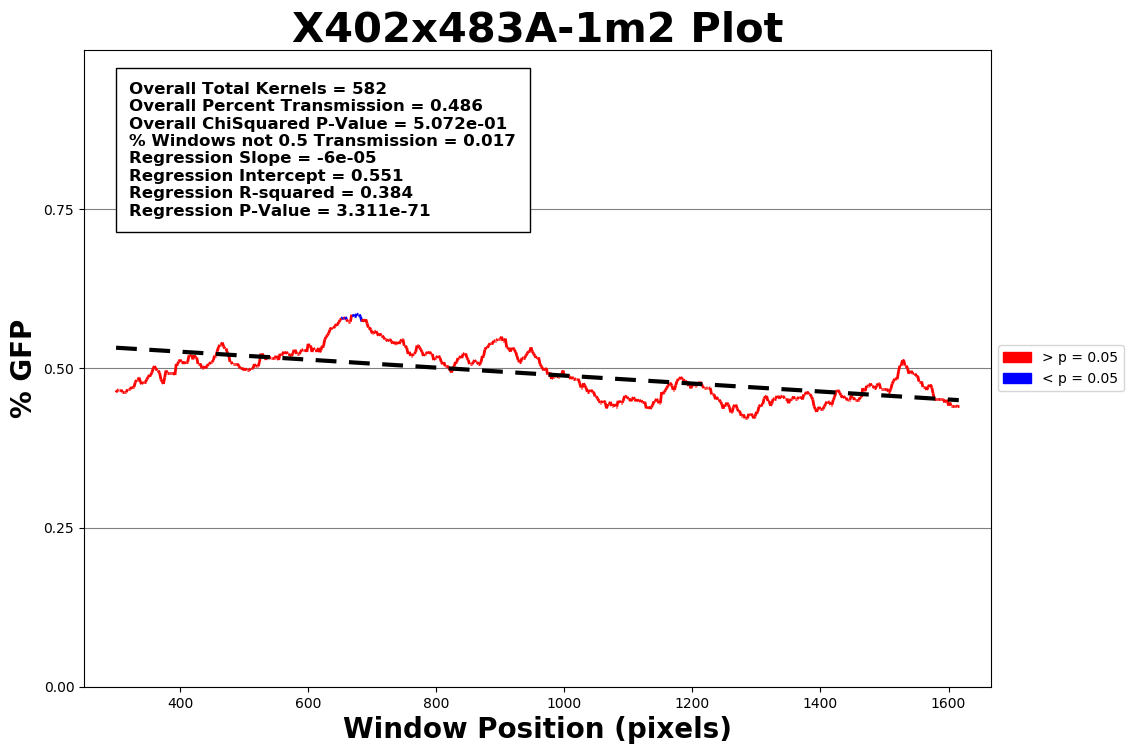 X402x483A-1m2 Plot
Overall Total Kernels = 582
Overall Percent Transmission = 0.486
Overall ChiSquared P-Value = 5.072e-01
% Windows not 0.5 Transmission = 0.017
Regression Slope = -6e-05
Regression Intercept = 0.551
Regression R-squared = 0.384
Regression P-Value = 3.311e-71
% GFP
0.75
0.50
0.25
0.00
> p = 0.05
< p = 0.05
400 600 800 1000 1200 1400 1600
Window Position (pixels)